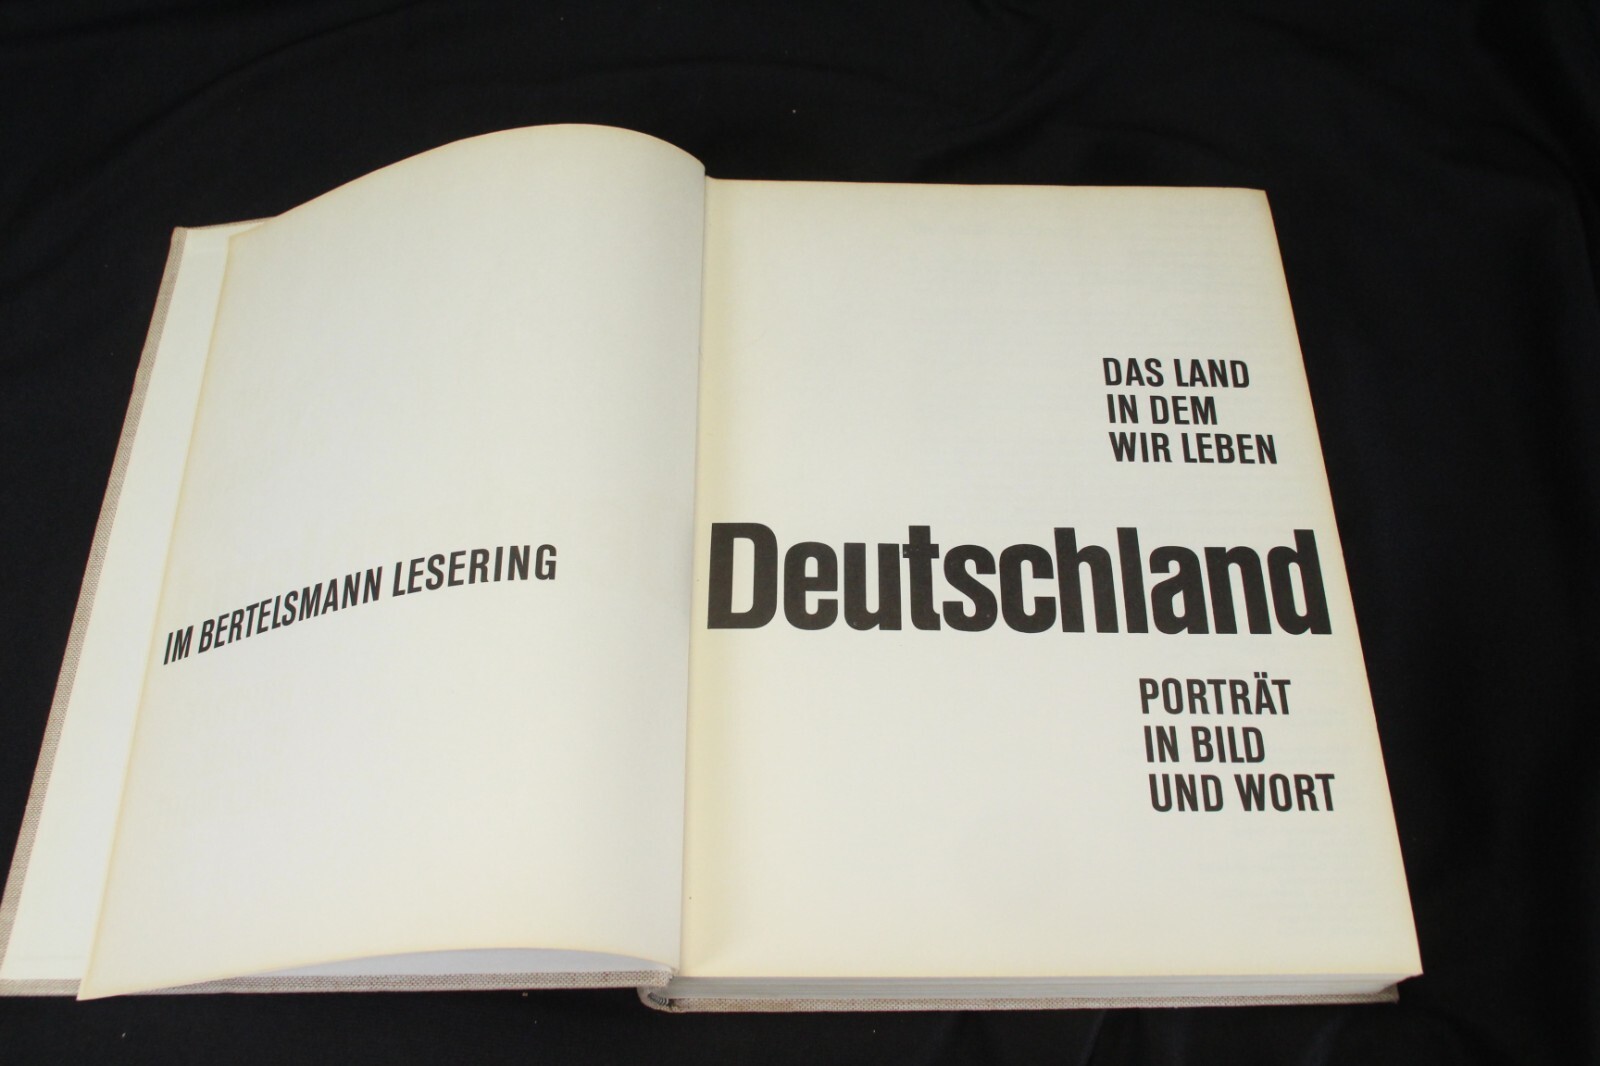 IM BERTELSMANN LESERING
DAS LAND
IN DEM
WIR LEBEN
Deutschland
PORTRÄT
IN BILD
UND WORT